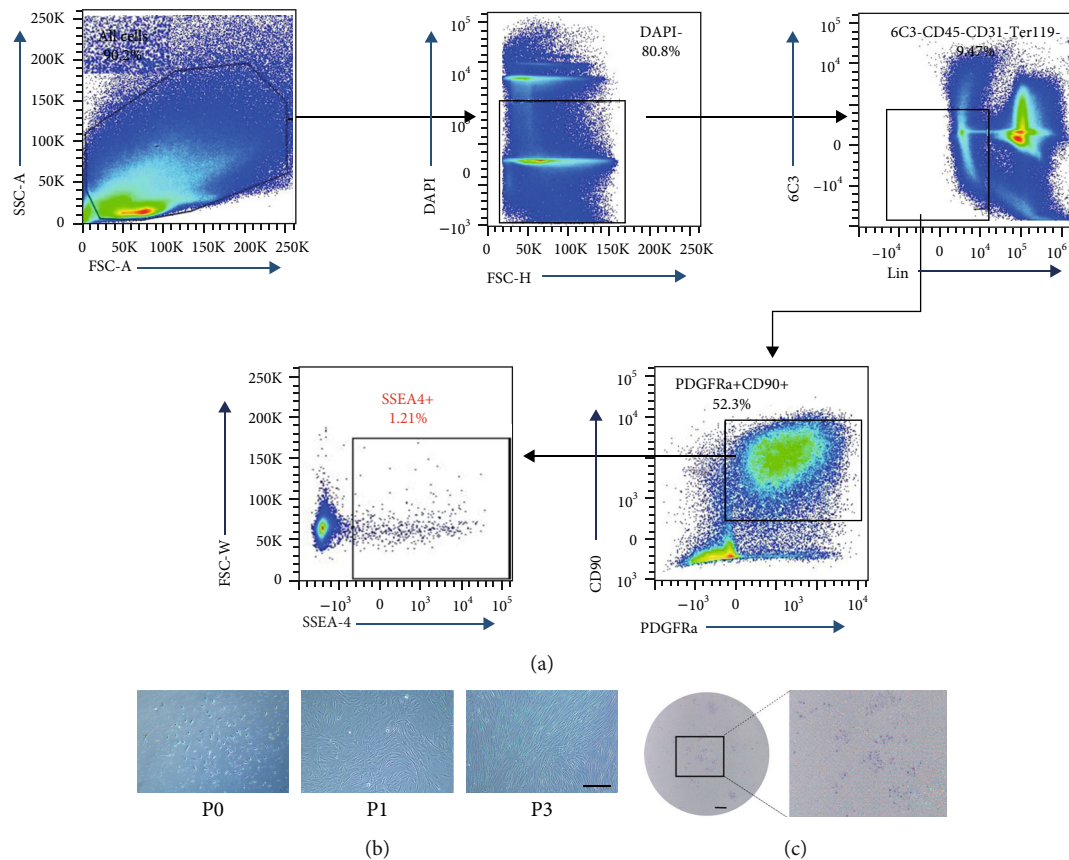 250K
200K
150K
100K
50K
0
All cells
90.2%
SSC-A
0 50K 100K 150K 200K 250K
FSC-A
10^5
10^4
10^3
0
−10^3
DAPI-
80.8%
DAPI
0 50K 100K 150K 200K 250K
FSC-H
10^5
10^4
0
−10^4
6C3-CD45-CD31-Ter119-
9.47%
6C3
−10^4 0 10^4 10^5 10^6
Lin
250K
200K
150K
100K
50K
0
SSEA4+
1.21%
FSC-W
−10^3 0 10^3 10^4 10^5
SSEA-4
10^5
10^4
10^3
0
10^3
PDGFRa+CD90+
52.3%
CD90
−10^3 0 10^3 10^4
PDGFRa
(a)
P0 P1 P3
(b) (c)